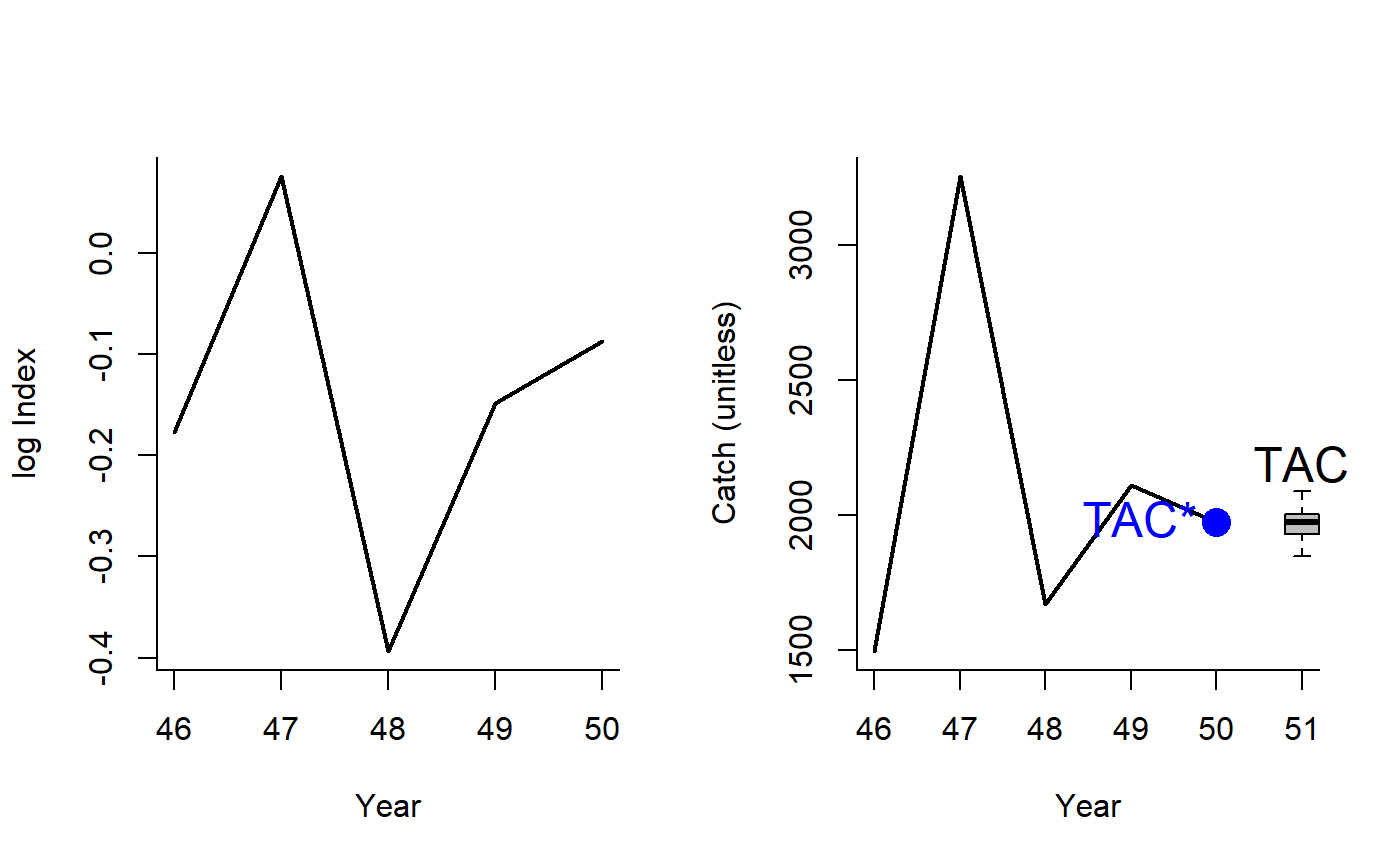 log Index
0.0
-0.1
-0.2
-0.3
-0.4
46 47 48 49 50
Year
Catch (unitless)
3000
2500
2000
1500
TAC
TAC*
46 47 48 49 50 51
Year